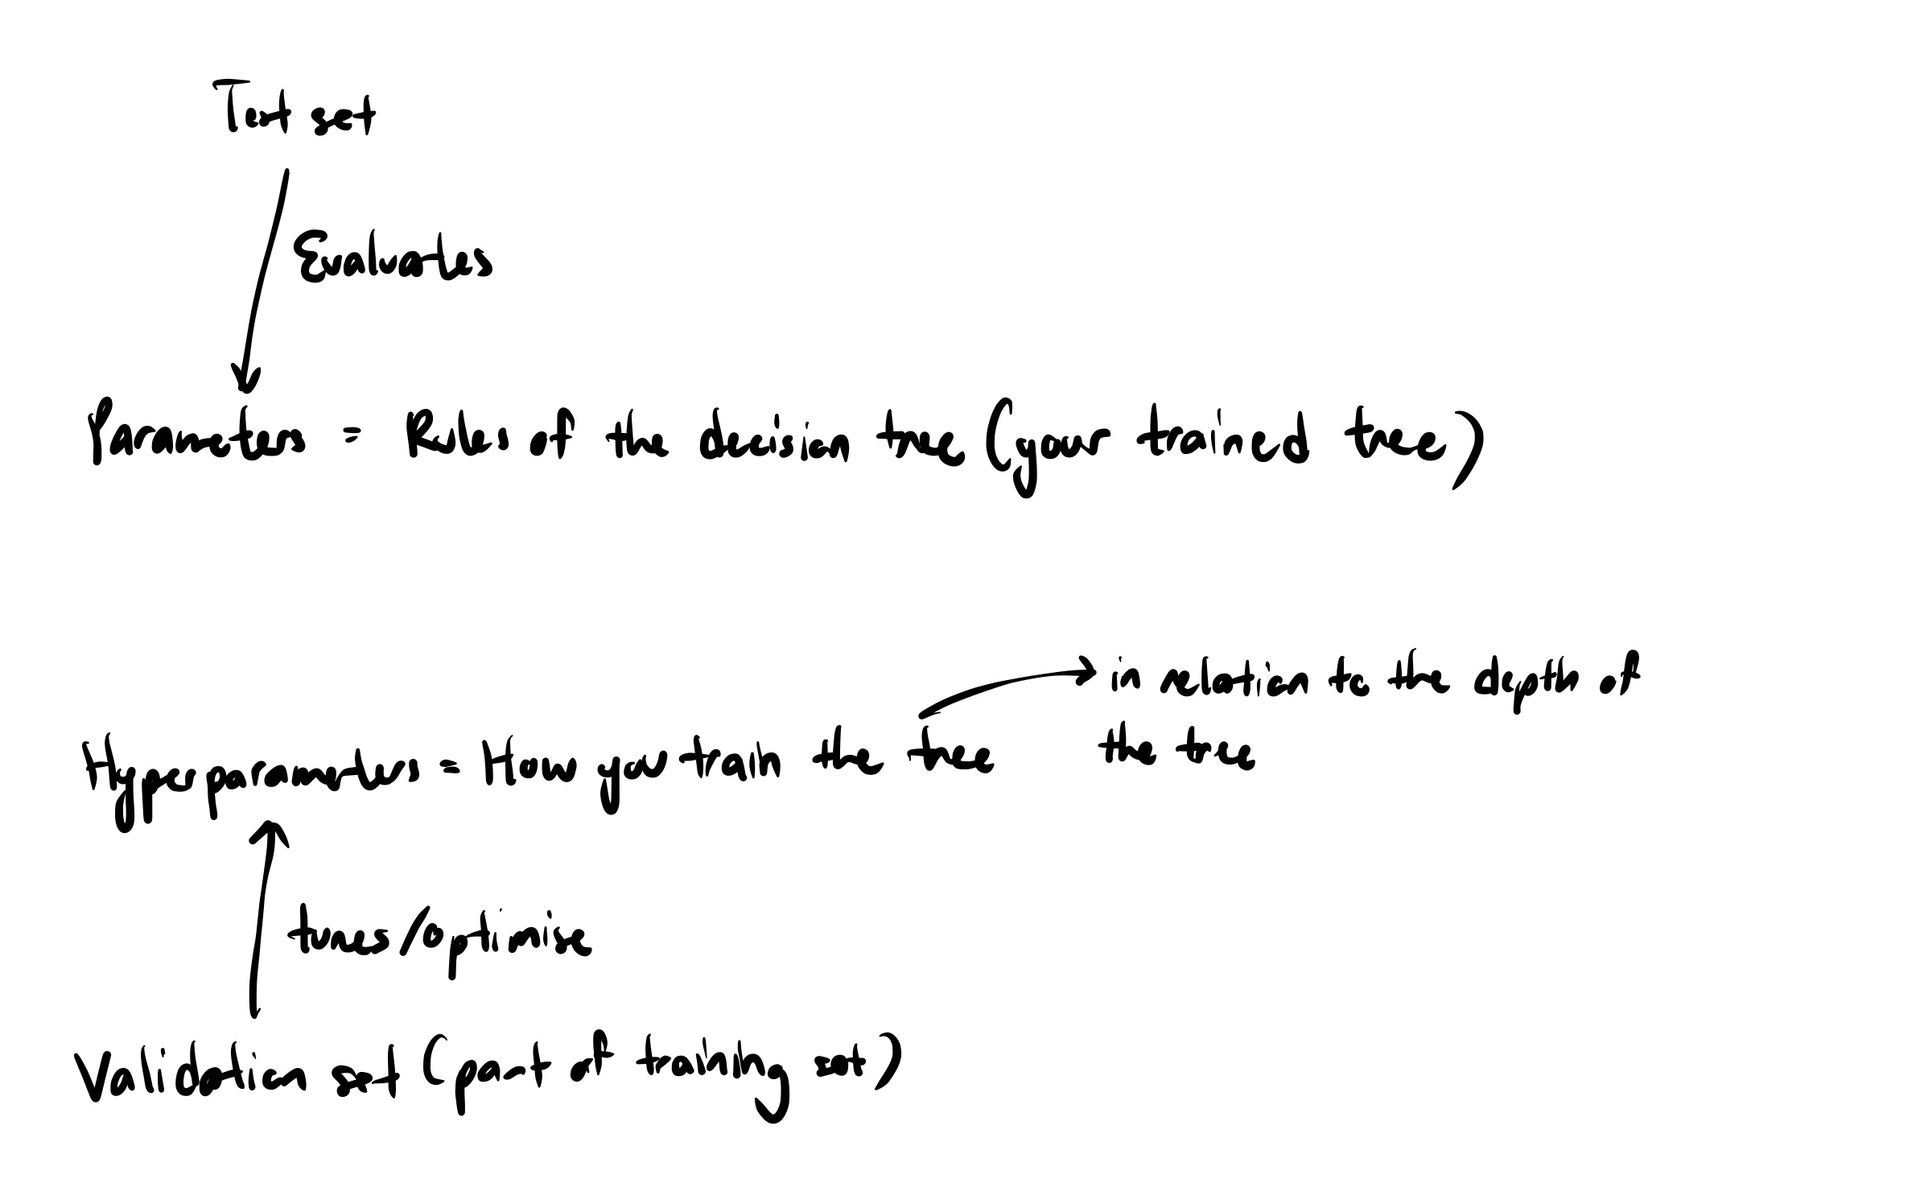 Test set
Evaluates
Parameters = Rules of the decision tree (your trained tree)
in relation to the depth of
the tree
Hyperparameters = How you train the tree
tunes/optimise
Validation set (part of training set)